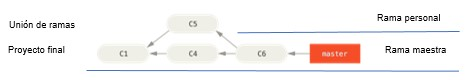 Unión de ramas
C5
Rama personal
Proyecto final
C1
C4
C6
master
Rama maestra